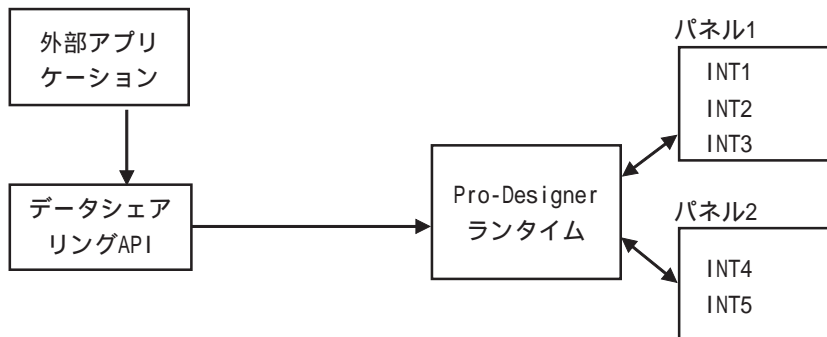 外部アプリ
ケーション
データシェア
リングAPI
Pro-Designer
ランタイム
パネル1
INT1
INT2
INT3
パネル2
INT4
INT5